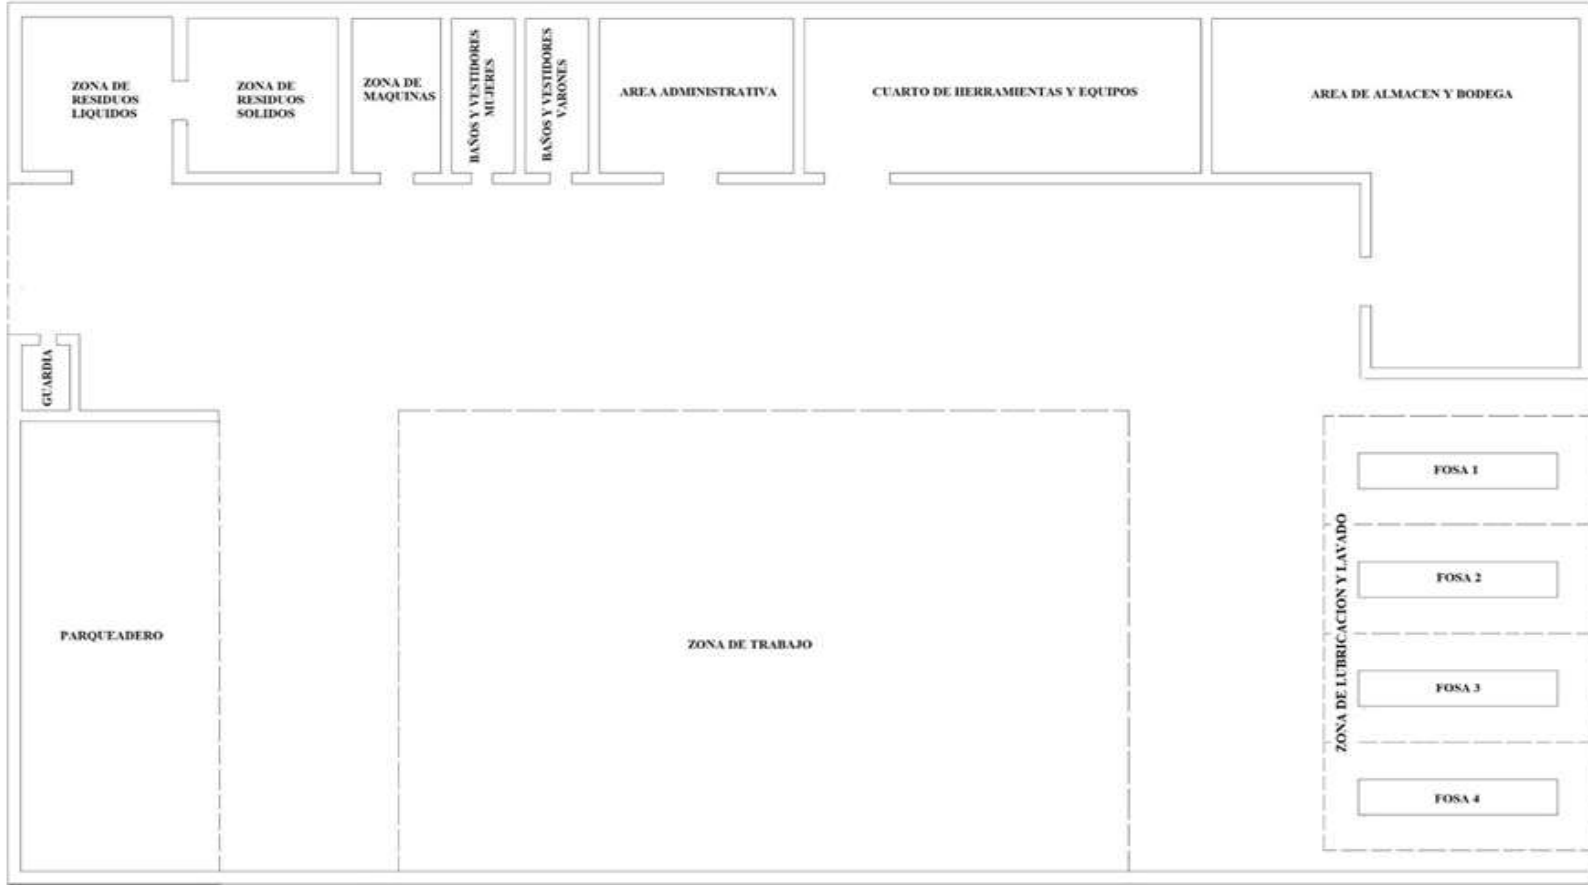 ZONA DE
RESIDUOS
LIQUIDOS
ZONA DE
RESIDUOS
SOLIDOS
ZONA DE
MAQUINAS
BAÑOS Y VESTIDORES
MUJERES
BAÑOS Y VESTIDORES
VARONES
AREA ADMINISTRATIVA
CUARTO DE HERRAMIENTAS Y EQUIPOS
AREA DE ALMACEN Y BODEGA
GUARDIA
PARQUEADERO
ZONA DE TRABAJO
ZONA DE LUBRICACION Y LAVADO
FOSA 1
FOSA 2
FOSA 3
FOSA 4